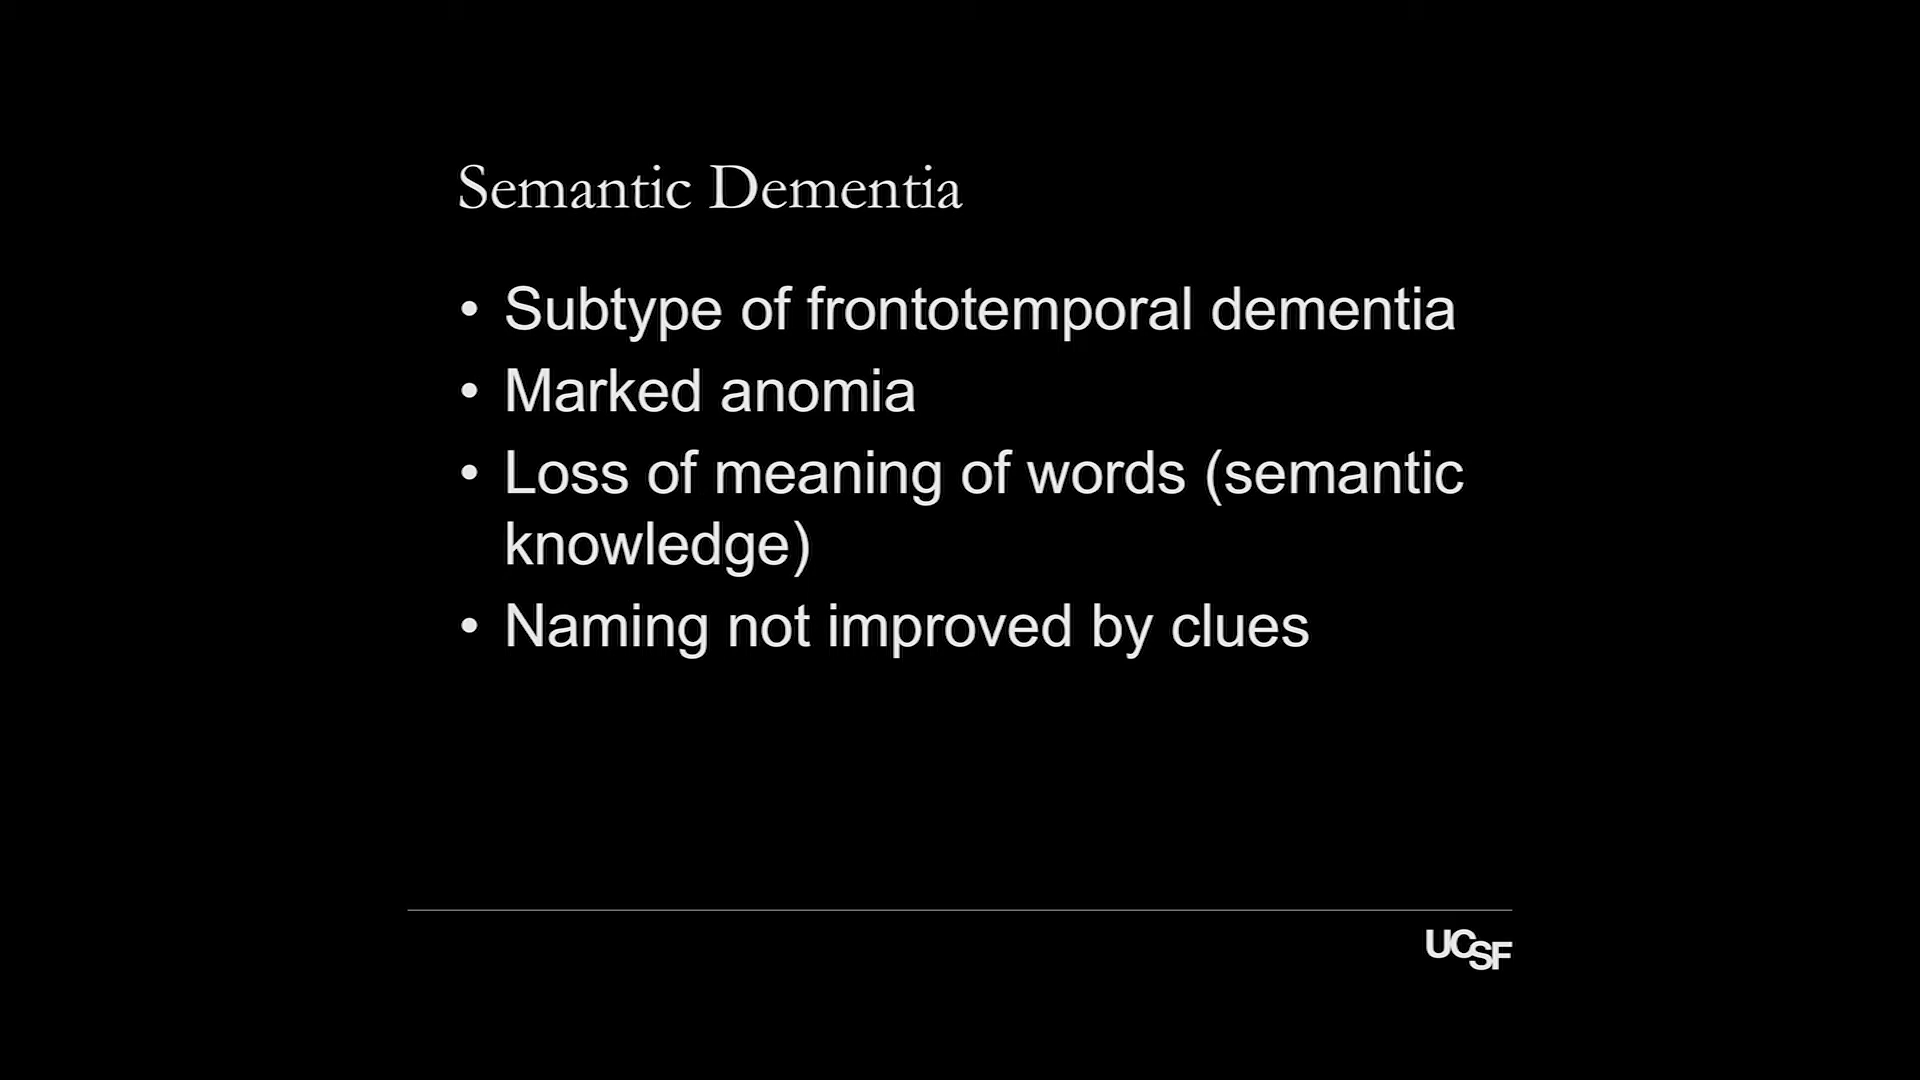 Semantic Dementia
• Subtype of frontotemporal dementia
• Marked anomia
• Loss of meaning of words (semantic
knowledge)
• Naming not improved by clues
UCSF